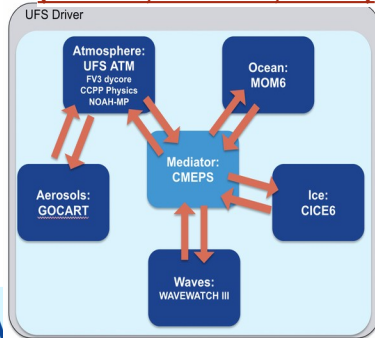 UFS Driver
Atmosphere:
UFS ATM
FV3 dycore
CCPP Physics
NOAH-MP
Ocean:
MOM6
Mediator:
CMEPS
Aerosols:
GOCART
Ice:
CICE6
Waves:
WAVEWATCH III